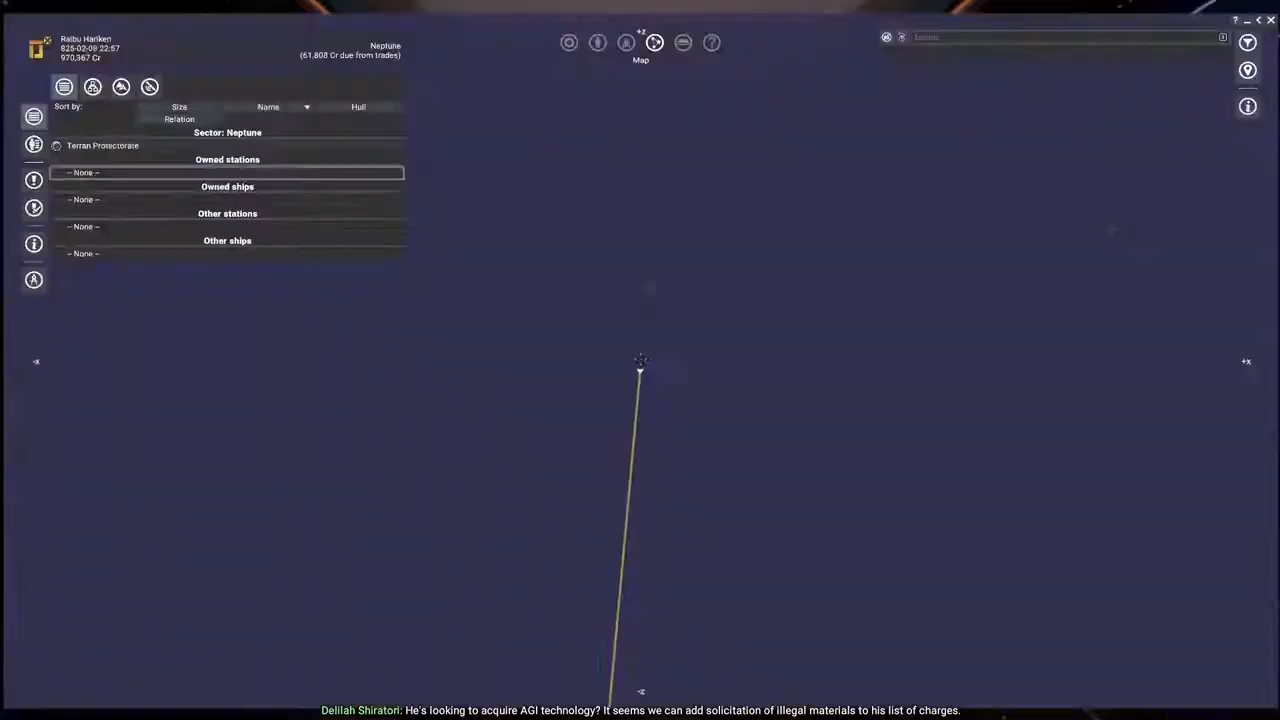 Ralbu Hariken
825-02-08 22:57
970,367 Cr
Neptune
(61,808 Cr due from trades)
+z
Map
Sort by:
Size
Name
Hull
Relation
Sector: Neptune
Terran Protectorate
Owned stations
-- None --
Owned ships
-- None --
Other stations
-- None --
Other ships
-- None --
-x
+x
-z
Delilah Shiratori: He's looking to acquire AGI technology? It seems we can add solicitation of illegal materials to his list of charges.